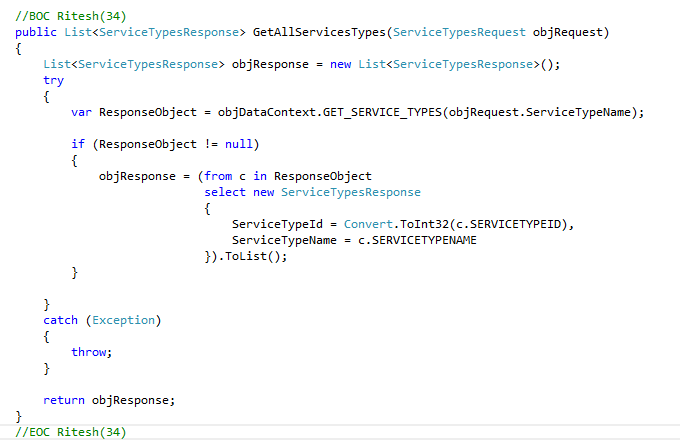 //BOC Ritesh(34)
public List<ServiceTypesResponse> GetAllServicesTypes(ServiceTypesRequest objRequest)
{
List<ServiceTypesResponse> objResponse = new List<ServiceTypesResponse>();
try
{
var ResponseObject = objDataContext.GET_SERVICE_TYPES(objRequest.ServiceTypeName);
if (ResponseObject != null)
{
objResponse = (from c in ResponseObject
select new ServiceTypesResponse
{
ServiceTypeId = Convert.ToInt32(c.SERVICETYPEID),
ServiceTypeName = c.SERVICETYPENAME
}).ToList();
}
}
catch (Exception)
{
throw;
}
return objResponse;
}
//EOC Ritesh(34)